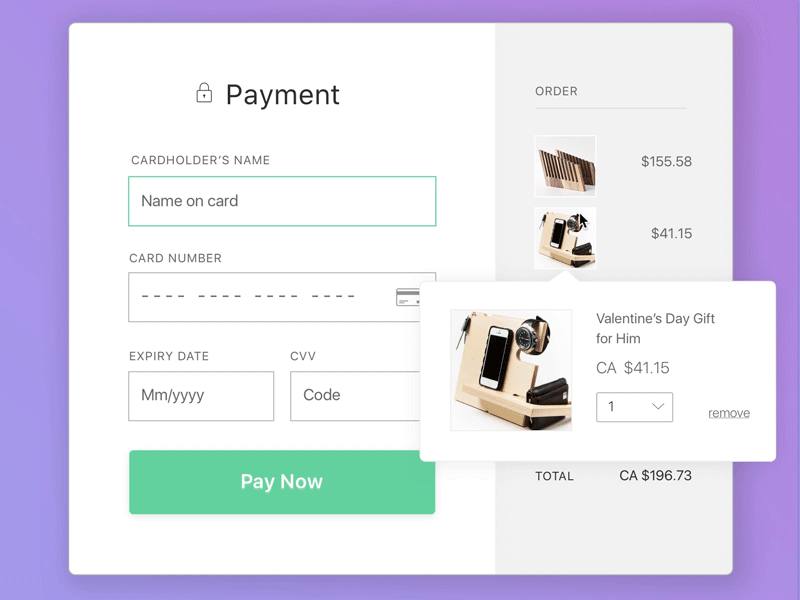 Payment
CARDHOLDER’S NAME
Name on card
CARD NUMBER
---- ---- ---- ----
EXPIRY DATE
CVV
Mm/yyyy
Code
Pay Now
ORDER
$155.58
$41.15
Valentine’s Day Gift
for Him
CA $41.15
1
remove
TOTAL
CA $196.73